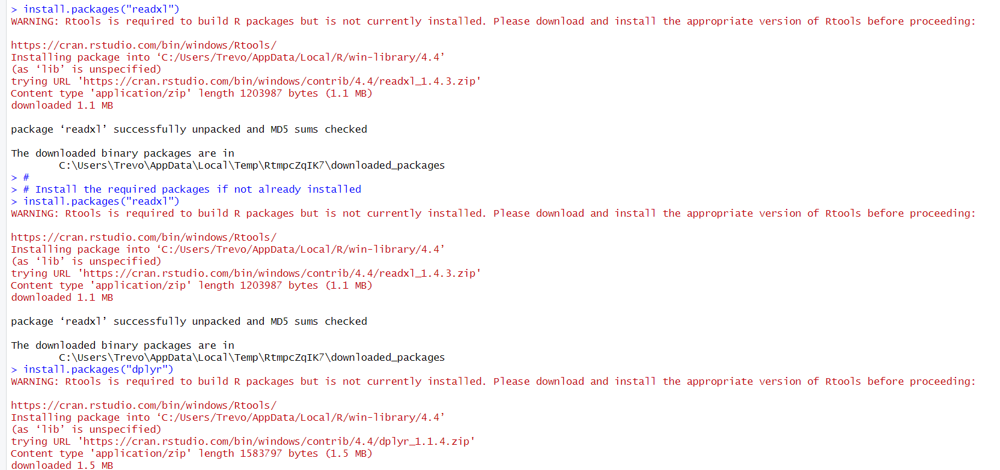 > install.packages("readxl")
WARNING: Rtools is required to build R packages but is not currently installed. Please download and install the appropriate version of Rtools before proceeding:
https://cran.rstudio.com/bin/windows/Rtools/
Installing package into ‘C:/Users/Trevo/AppData/Local/R/win-library/4.4’
(as ‘lib’ is unspecified)
trying URL 'https://cran.rstudio.com/bin/windows/contrib/4.4/readxl_1.4.3.zip'
Content type 'application/zip' length 1203987 bytes (1.1 MB)
downloaded 1.1 MB
package ‘readxl’ successfully unpacked and MD5 sums checked
The downloaded binary packages are in
C:\Users\Trevo\AppData\Local\Temp\RtmpcZqIK7\downloaded_packages
> #
> # Install the required packages if not already installed
> install.packages("readxl")
WARNING: Rtools is required to build R packages but is not currently installed. Please download and install the appropriate version of Rtools before proceeding:
https://cran.rstudio.com/bin/windows/Rtools/
Installing package into ‘C:/Users/Trevo/AppData/Local/R/win-library/4.4’
(as ‘lib’ is unspecified)
trying URL 'https://cran.rstudio.com/bin/windows/contrib/4.4/readxl_1.4.3.zip'
Content type 'application/zip' length 1203987 bytes (1.1 MB)
downloaded 1.1 MB
package ‘readxl’ successfully unpacked and MD5 sums checked
The downloaded binary packages are in
C:\Users\Trevo\AppData\Local\Temp\RtmpcZqIK7\downloaded_packages
> install.packages("dplyr")
WARNING: Rtools is required to build R packages but is not currently installed. Please download and install the appropriate version of Rtools before proceeding:
https://cran.rstudio.com/bin/windows/Rtools/
Installing package into ‘C:/Users/Trevo/AppData/Local/R/win-library/4.4’
(as ‘lib’ is unspecified)
trying URL 'https://cran.rstudio.com/bin/windows/contrib/4.4/dplyr_1.1.4.zip'
Content type 'application/zip' length 1583797 bytes (1.5 MB)
downloaded 1.5 MB